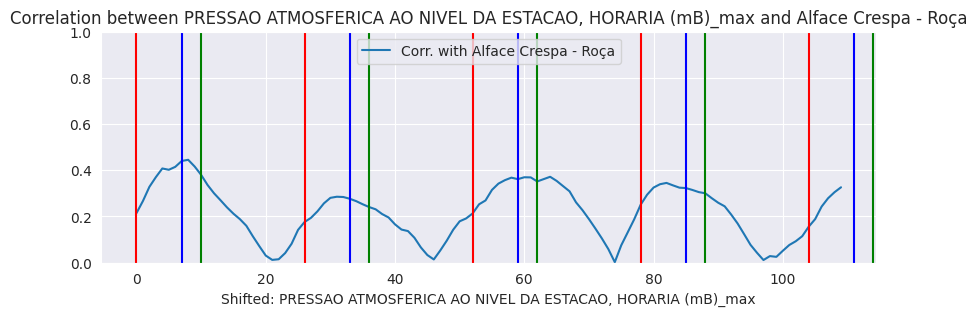 Correlation between PRESSAO ATMOSFERICA AO NIVEL DA ESTACAO, HORARIA (mB)_max and Alface Crespa - Roça
Corr. with Alface Crespa - Roça
1.0
0.8
0.6
0.4
0.2
0.0
0 20 40 60 80 100
Shifted: PRESSAO ATMOSFERICA AO NIVEL DA ESTACAO, HORARIA (mB)_max